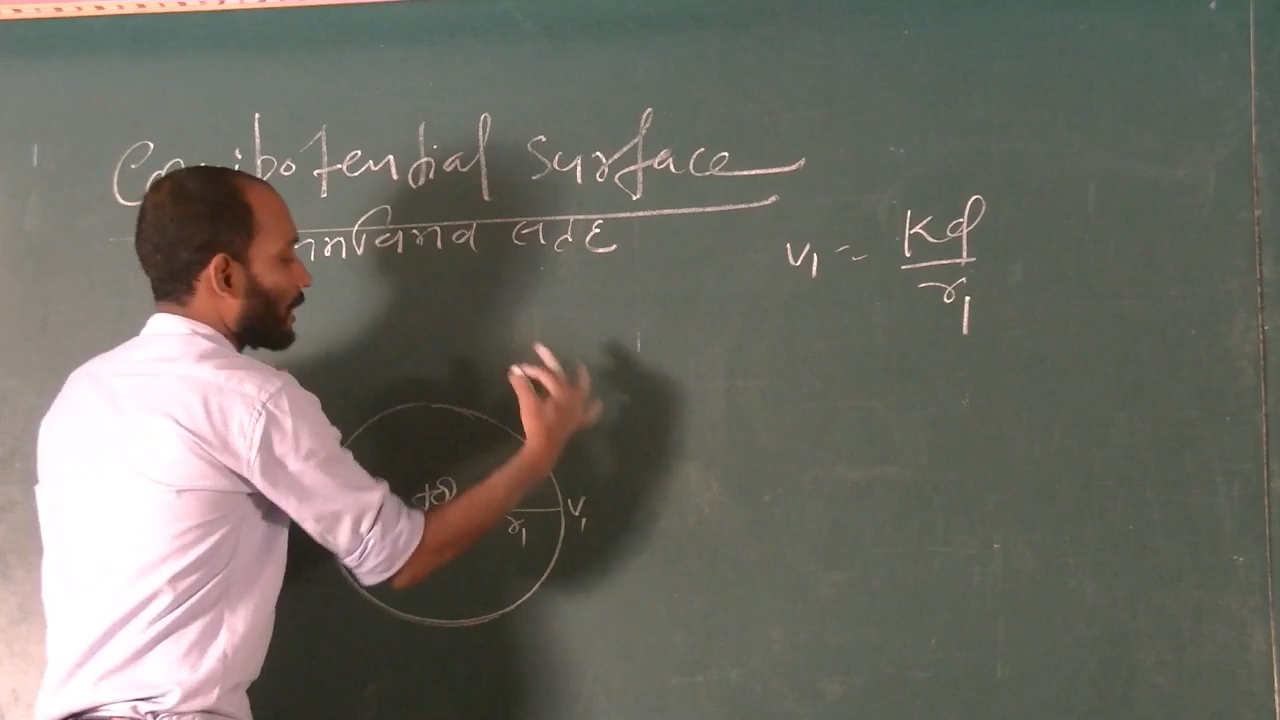 Equipotential Surface
समविभव सतह
V₁ = Kq/r₁
+q
r₁ V₁